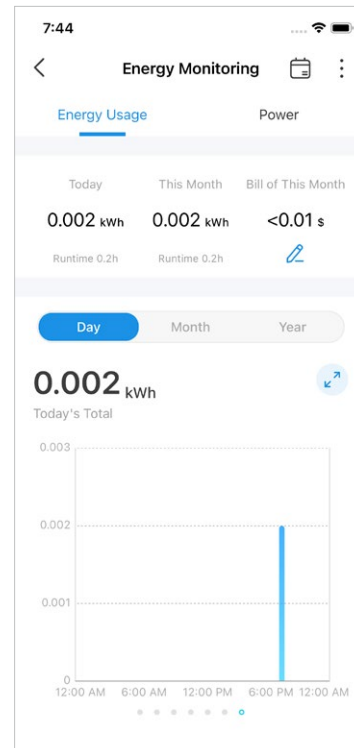 7:44
Energy Monitoring
Energy Usage Power
Today This Month Bill of This Month
0.002 kWh 0.002 kWh <0.01 $
Runtime 0.2h Runtime 0.2h
Day Month Year
0.002 kWh
Today's Total
0.003
0.002
0.001
0
12:00 AM 6:00 AM 12:00 PM 6:00 PM 12:00 AM